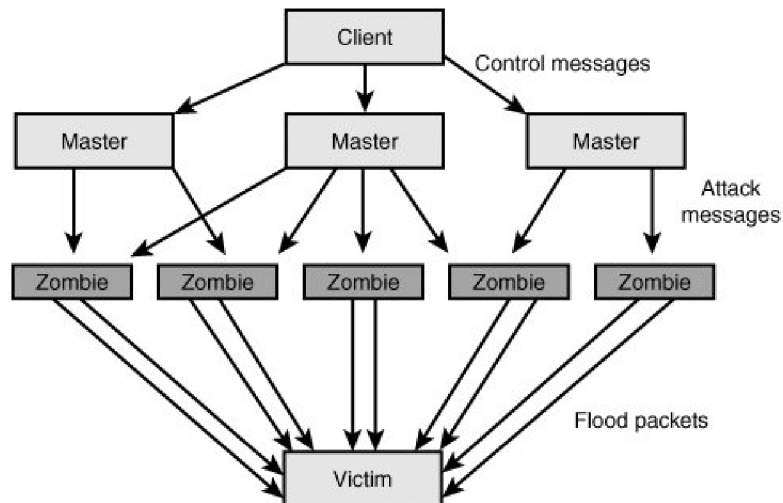 Client
Control messages
Master
Master
Master
Attack
messages
Zombie
Zombie
Zombie
Zombie
Zombie
Flood packets
Victim